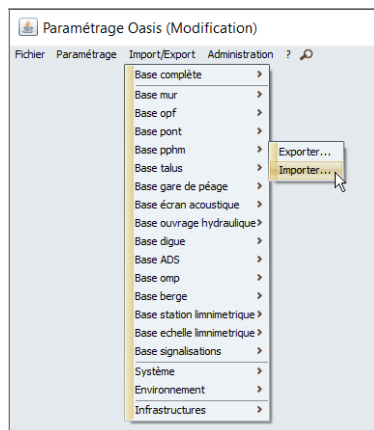 Paramétrage Oasis (Modification)
Fichier Paramétrage Import/Export Administration ?
Base complète
Base mur
Base opf
Base pont
Base pphm
Exporter...
Base talus
Importer...
Base gare de péage
Base écran acoustique
Base ouvrage hydraulique
Base digue
Base ADS
Base omp
Base berge
Base station limnimetrique
Base echelle limnimetrique
Base signalisations
Système
Environnement
Infrastructures